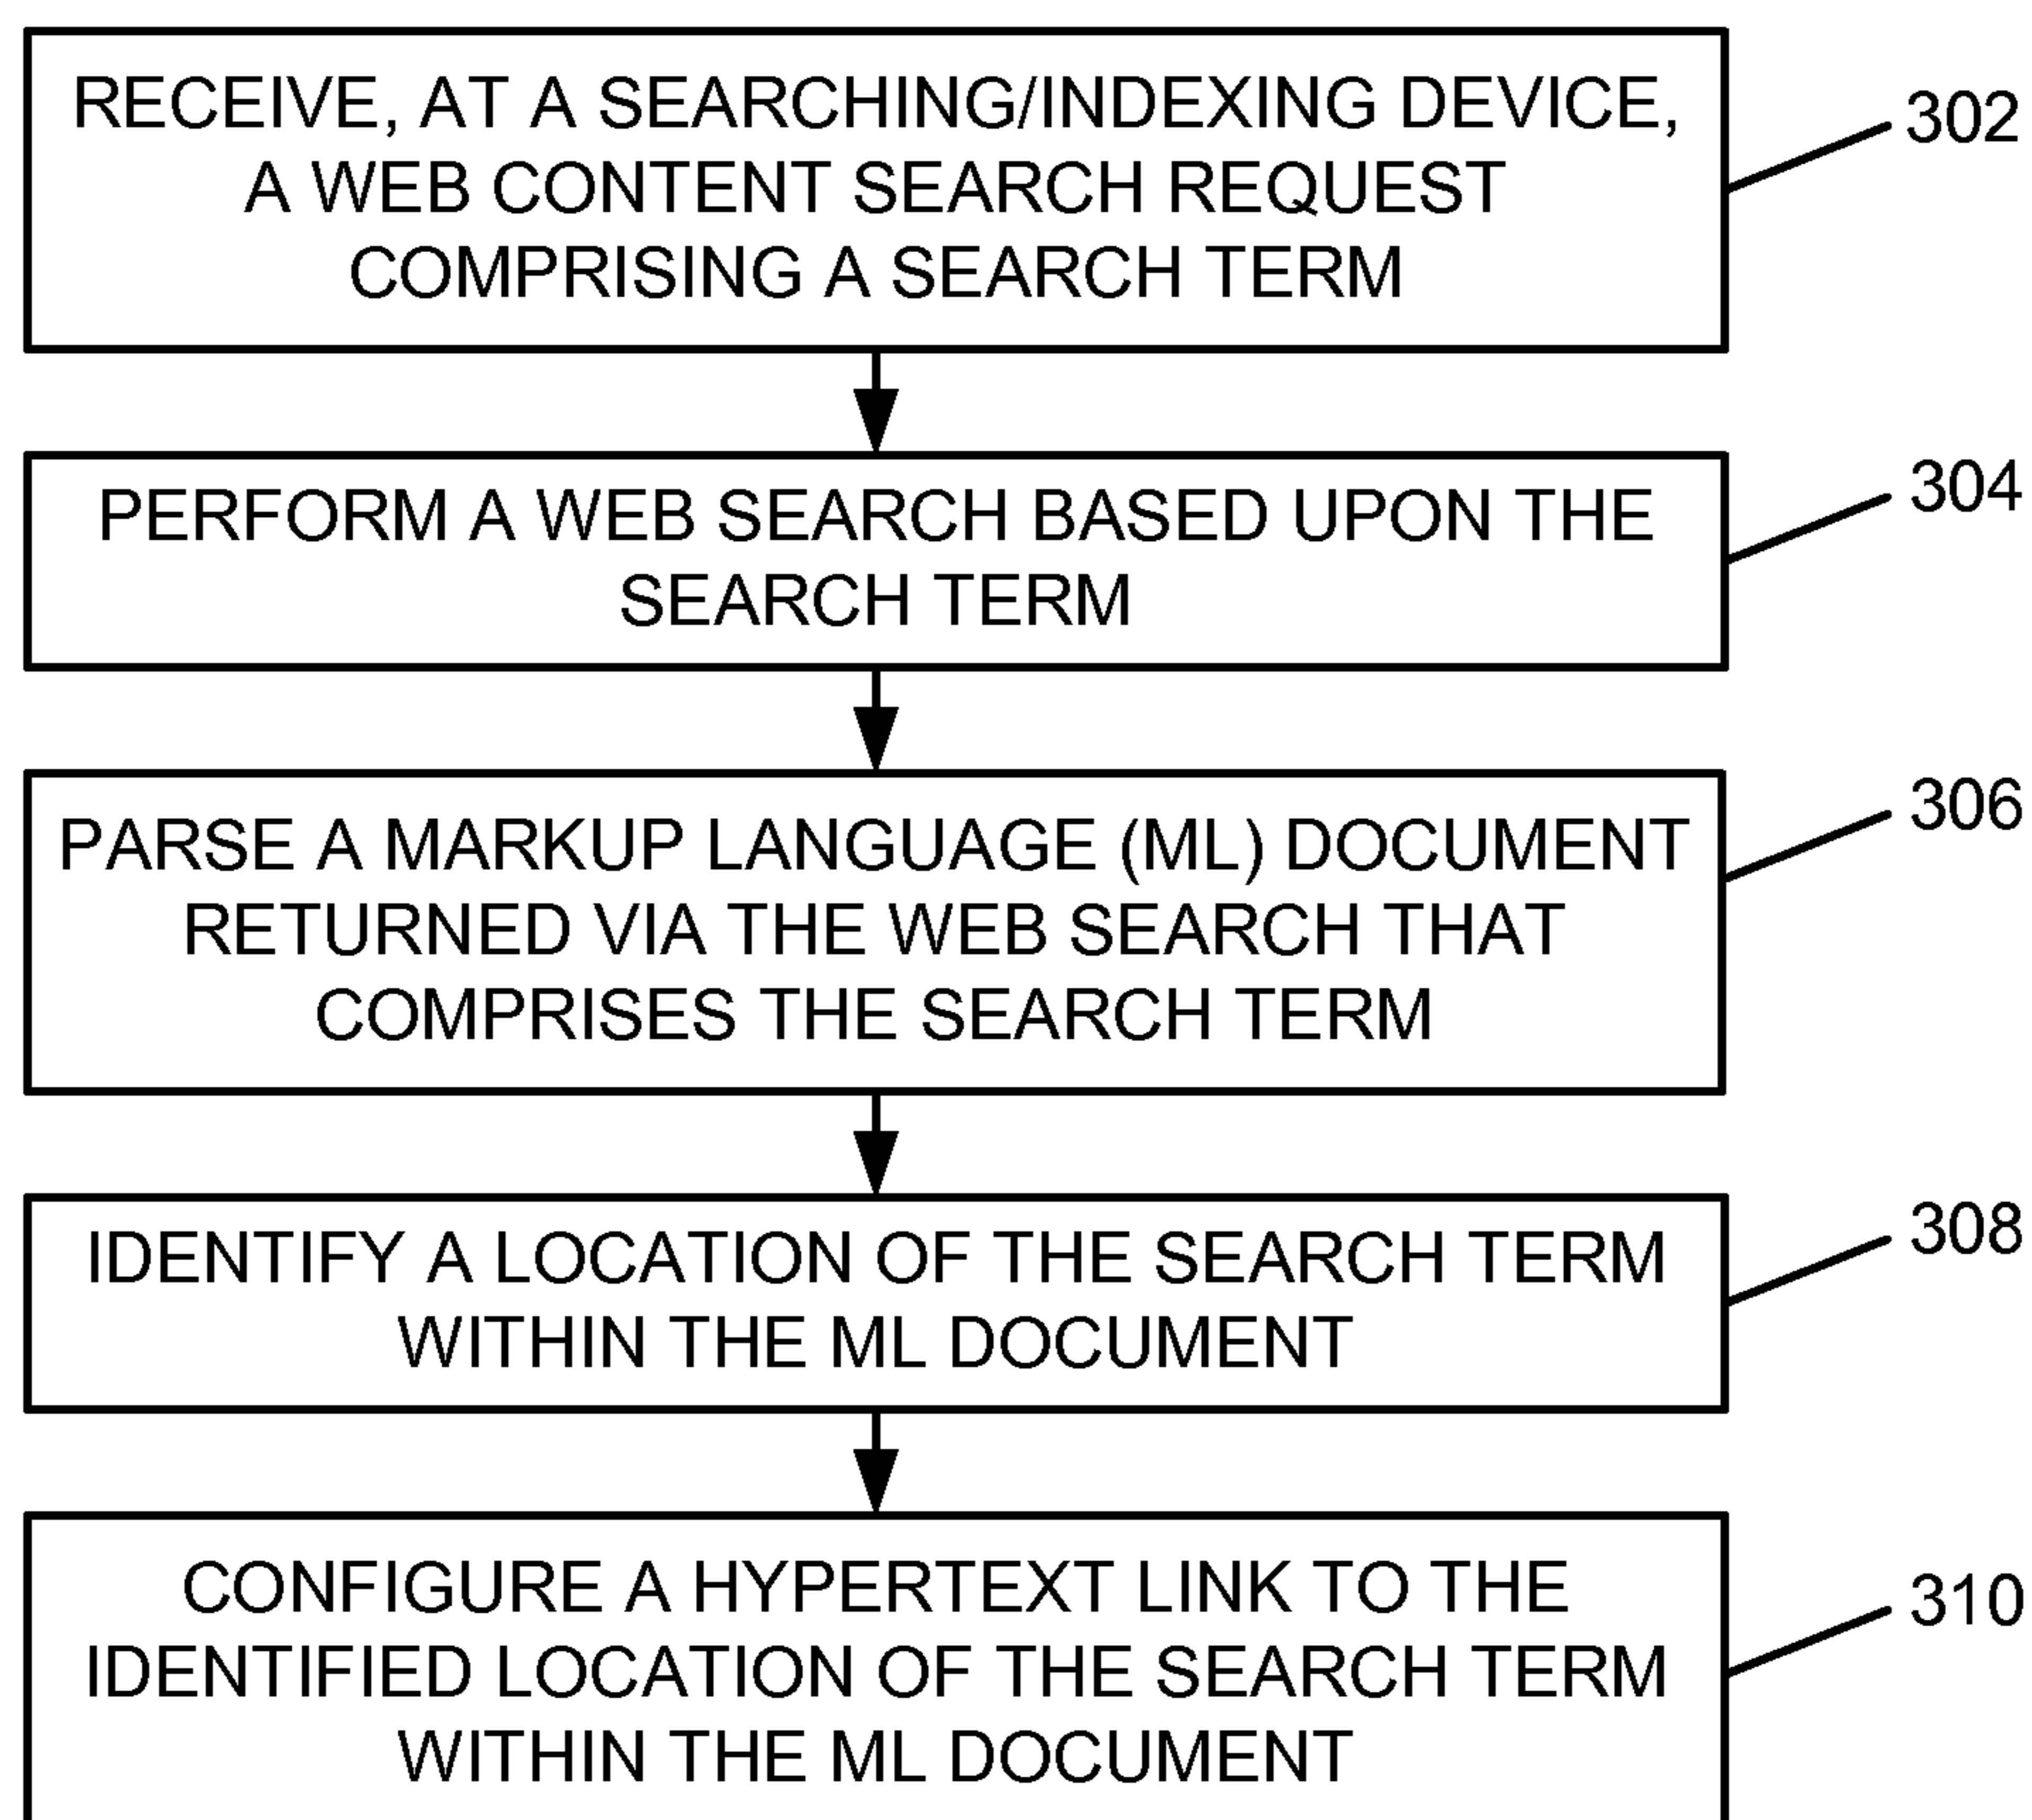 RECEIVE, AT A SEARCHING/INDEXING DEVICE,
A WEB CONTENT SEARCH REQUEST
COMPRISING A SEARCH TERM
302
PERFORM A WEB SEARCH BASED UPON THE
SEARCH TERM
304
PARSE A MARKUP LANGUAGE (ML) DOCUMENT
RETURNED VIA THE WEB SEARCH THAT
COMPRISES THE SEARCH TERM
306
IDENTIFY A LOCATION OF THE SEARCH TERM
WITHIN THE ML DOCUMENT
308
CONFIGURE A HYPERTEXT LINK TO THE
IDENTIFIED LOCATION OF THE SEARCH TERM
WITHIN THE ML DOCUMENT
310